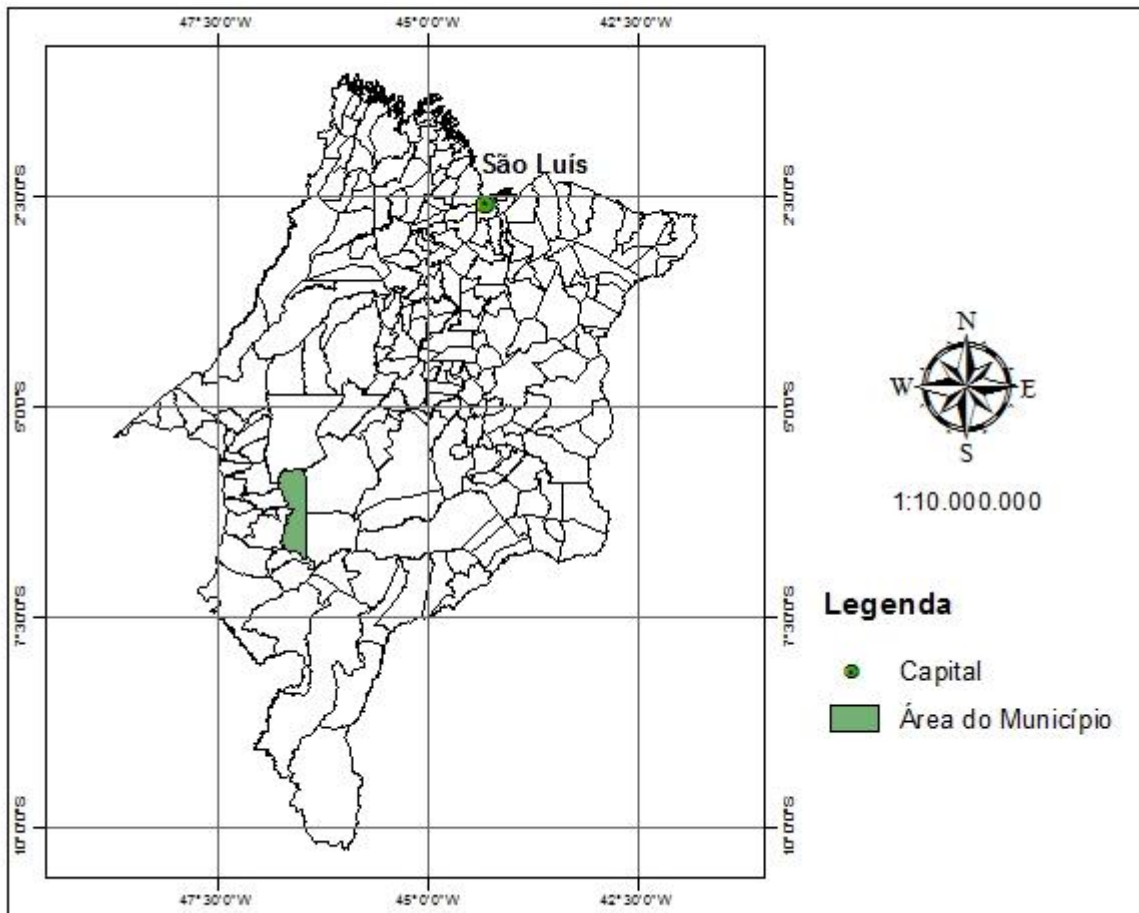 47°30'0"W 45°0'0"W 42°30'0"W
São Luís
2°30'0"S 2°30'0"S
5°0'0"S 5°0'0"S
7°30'0"S 7°30'0"S
10°0'0"S 10°0'0"S
47°30'0"W 45°0'0"W 42°30'0"W
N
W E
S
1:10.000.000
Legenda
Capital
Área do Município